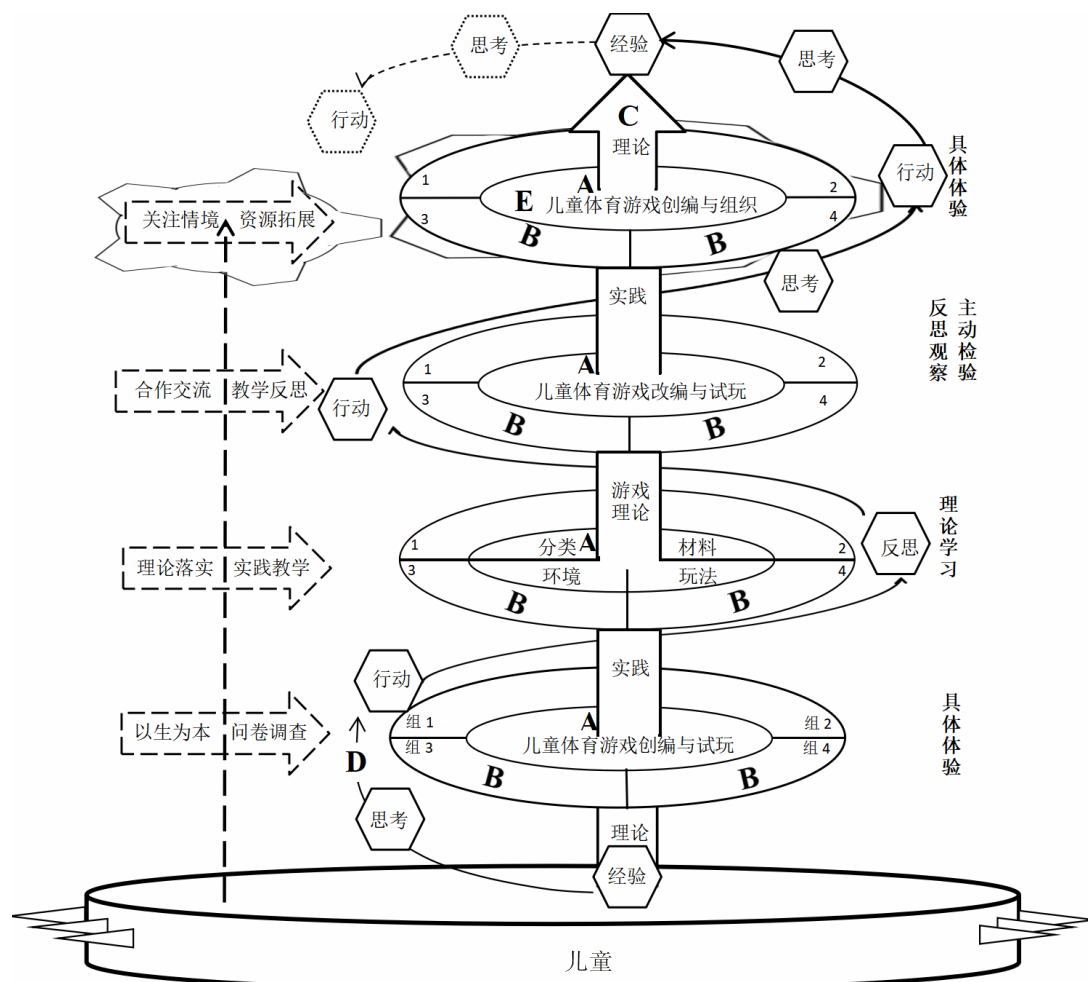 思考
经验
思考
行动
C
理论
行动
具体体验
1
A
2
E
儿童体育游戏创编与组织
3
4
B
B
关注情境
资源拓展
实践
思考
主动检验
反思观察
1
A
2
儿童体育游戏改编与试玩
3
4
B
B
合作交流
教学反思
行动
游戏
理论
理论学习
1
分类
A
材料
2
3
环境
玩法
4
B
B
反思
理论落实
实践教学
实践
行动
具体体验
组 1
A
组 2
儿童体育游戏创编与试玩
组 3
组 4
B
B
以生为本
问卷调查
D
思考
理论
经验
儿童